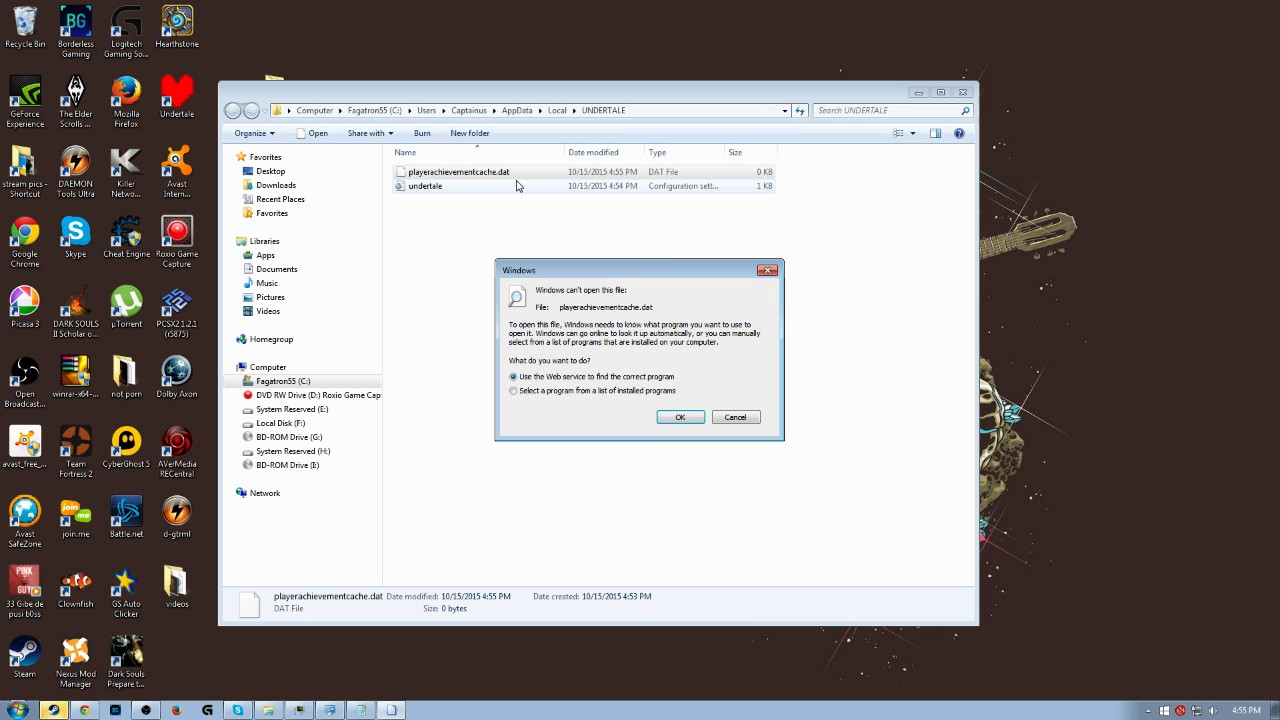 Recycle Bin
Borderless Gaming
Logitech Gaming So...
Hearthstone
GeForce Experience
The Elder Scrolls ...
Mozilla Firefox
Undertale
stream pics - Shortcut
DAEMON Tools Ultra
Killer Netwo...
Avast Intern...
Google Chrome
Skype
Cheat Engine
Roxio Game Capture
Picasa 3
DARK SOULS II Scholar o...
µTorrent
PCSX2 1.2.1 (r5875)
Open Broadcast...
winrar-x64-...
not porn
Dolby Axon
avast_free_...
Team Fortress 2
CyberGhost 5
AVerMedia RECentral
Avast SafeZone
join.me
Battle.net
d-gtrml
33 Gibe de pusi b0ss
Clownfish
GS Auto Clicker
videos
Steam
Nexus Mod Manager
Dark Souls Prepare t...
Computer ▸ Fagatron55 (C:) ▸ Users ▸ Captainus ▸ AppData ▸ Local ▸ UNDERTALE
Search UNDERTALE
Organize Open Share with Burn New folder
Favorites
Desktop
Downloads
Recent Places
Favorites
Libraries
Apps
Documents
Music
Pictures
Videos
Homegroup
Computer
Fagatron55 (C:)
DVD RW Drive (D:) Roxio Game Cap
System Reserved (E:)
Local Disk (F:)
BD-ROM Drive (G:)
System Reserved (H:)
BD-ROM Drive (I:)
Network
Name Date modified Type Size
playerachievementcache.dat 10/15/2015 4:55 PM DAT File 0 KB
undertale 10/15/2015 4:54 PM Configuration sett... 1 KB
Windows
Windows can't open this file:
File: playerachievementcache.dat
To open this file, Windows needs to know what program you want to use to
open it. Windows can go online to look it up automatically, or you can manually
select from a list of programs that are installed on your computer.
What do you want to do?
Use the Web service to find the correct program
Select a program from a list of installed programs
OK Cancel
playerachievementcache.dat Date modified: 10/15/2015 4:55 PM Date created: 10/15/2015 4:53 PM
DAT File Size: 0 bytes
4:55 PM